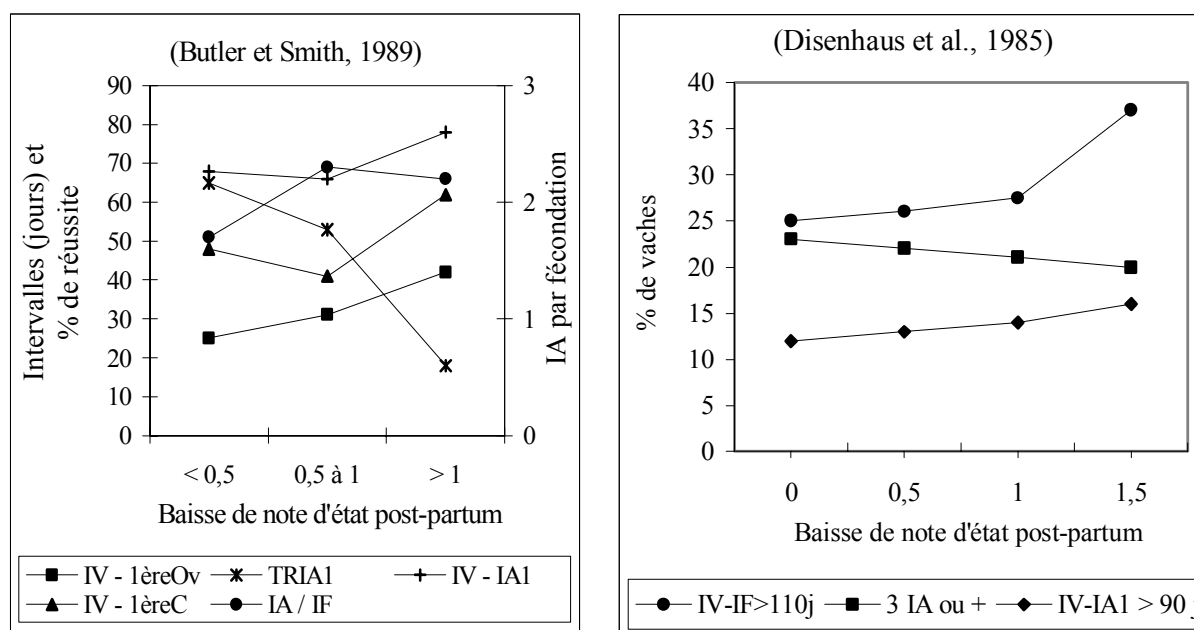 (Butler et Smith, 1989)
Intervalles (jours) et
% de réussite
90
80
70
60
50
40
30
20
10
0
3
2
1
0
IA par fécondation
< 0,5
0,5 à 1
> 1
Baisse de note d'état post-partum
IV - 1èreOv
TRIA1
IV - IA1
IV - 1èreC
IA / IF
(Disenhaus et al., 1985)
% de vaches
40
35
30
25
20
15
10
5
0
0
0,5
1
1,5
Baisse de note d'état post-partum
IV-IF>110j
3 IA ou +
IV-IA1 > 90 j